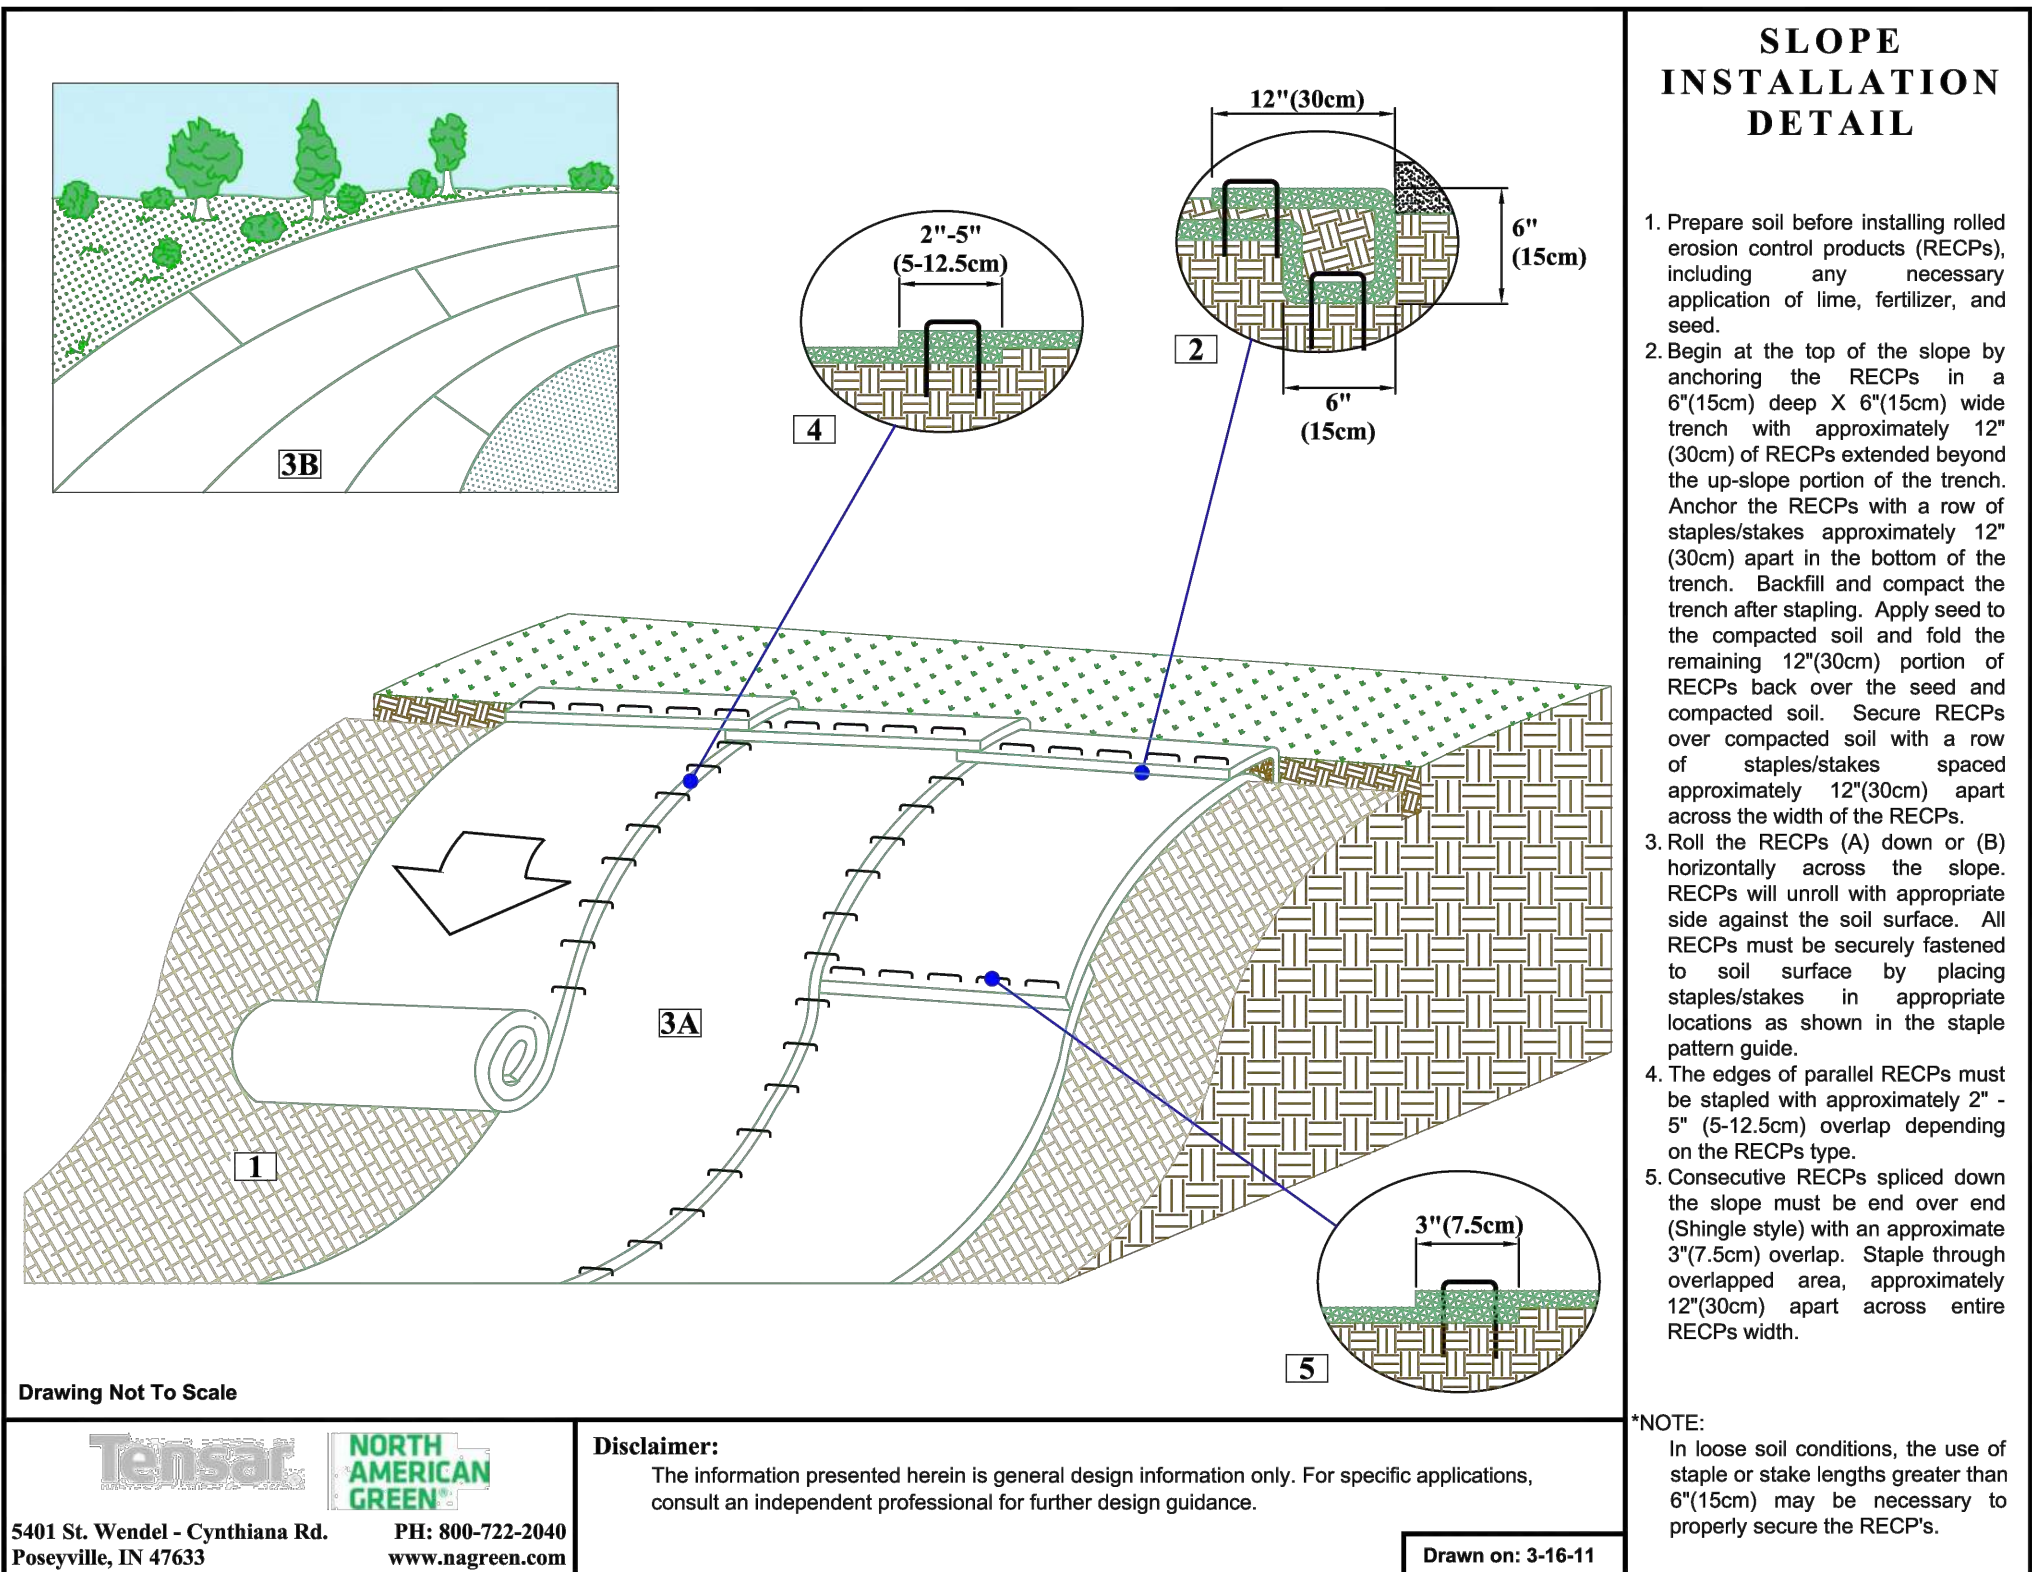 SLOPE
INSTALLATION
DETAIL
12"(30cm)
6"
(15cm)
2
6"
(15cm)
2"-5"
(5-12.5cm)
4
3B
3A
1
3"(7.5cm)
5
1. Prepare soil before installing rolled
erosion control products (RECPs),
including any necessary
application of lime, fertilizer, and
seed.
2. Begin at the top of the slope by
anchoring the RECPs in a
6"(15cm) deep X 6"(15cm) wide
trench with approximately 12"
(30cm) of RECPs extended beyond
the up-slope portion of the trench.
Anchor the RECPs with a row of
staples/stakes approximately 12"
(30cm) apart in the bottom of the
trench. Backfill and compact the
trench after stapling. Apply seed to
the compacted soil and fold the
remaining 12"(30cm) portion of
RECPs back over the seed and
compacted soil. Secure RECPs
over compacted soil with a row
of staples/stakes spaced
approximately 12"(30cm) apart
across the width of the RECPs.
3. Roll the RECPs (A) down or (B)
horizontally across the slope.
RECPs will unroll with appropriate
side against the soil surface. All
RECPs must be securely fastened
to soil surface by placing
staples/stakes in appropriate
locations as shown in the staple
pattern guide.
4. The edges of parallel RECPs must
be stapled with approximately 2" -
5" (5-12.5cm) overlap depending
on the RECPs type.
5. Consecutive RECPs spliced down
the slope must be end over end
(Shingle style) with an approximate
3"(7.5cm) overlap. Staple through
overlapped area, approximately
12"(30cm) apart across entire
RECPs width.
*NOTE:
In loose soil conditions, the use of
staple or stake lengths greater than
6"(15cm) may be necessary to
properly secure the RECP's.
Drawing Not To Scale
Tensar®
NORTH
AMERICAN
GREEN®
5401 St. Wendel - Cynthiana Rd.
Poseyville, IN 47633
PH: 800-722-2040
www.nagreen.com
Disclaimer:
The information presented herein is general design information only. For specific applications,
consult an independent professional for further design guidance.
Drawn on: 3-16-11